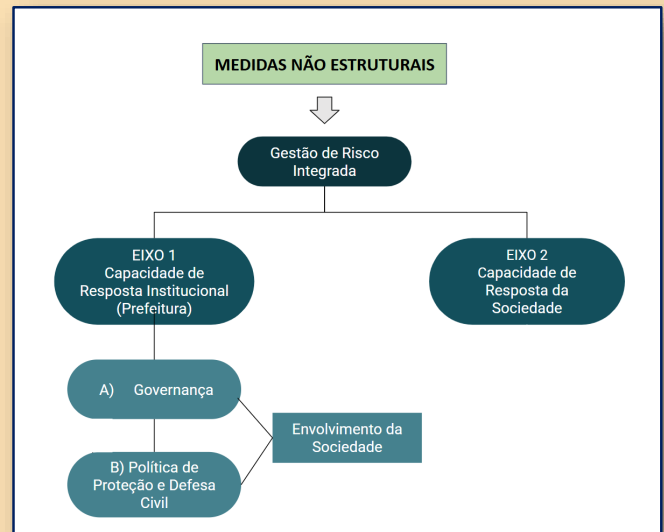 MEDIDAS NÃO ESTRUTURAIS
Gestão de Risco
Integrada
EIXO 1
Capacidade de
Resposta Institucional
(Prefeitura)
EIXO 2
Capacidade de
Resposta da
Sociedade
A) Governança
Envolvimento da
Sociedade
B) Política de
Proteção e Defesa
Civil